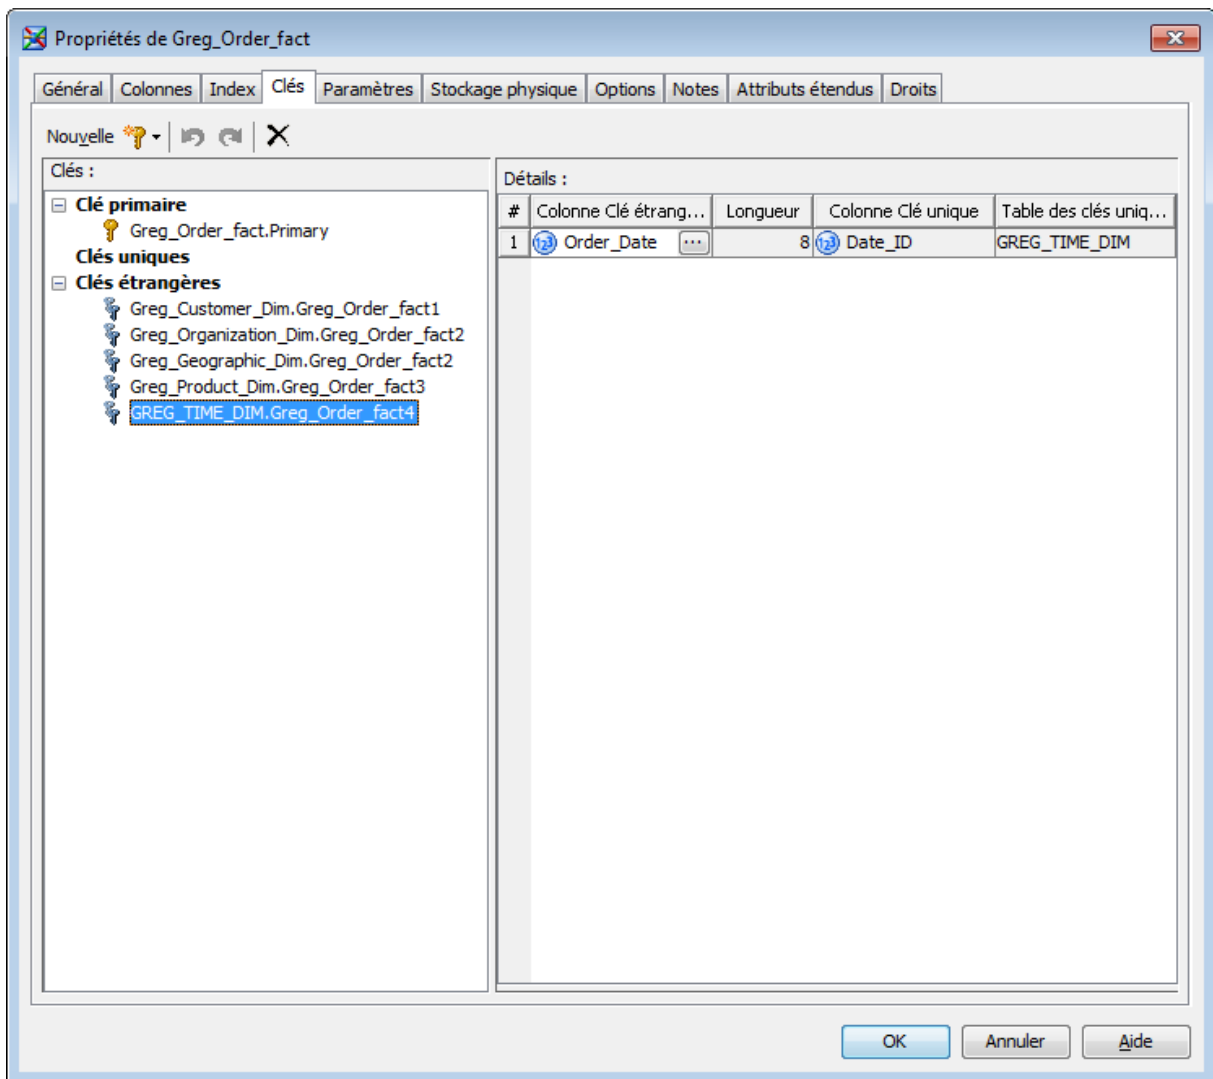 Propriétés de Greg_Order_fact
Général Colonnes Index Clés Paramètres Stockage physique Options Notes Attributs étendus Droits
Nouvelle
Clés :
Clé primaire
Greg_Order_fact.Primary
Clés uniques
Clés étrangères
Greg_Customer_Dim.Greg_Order_fact1
Greg_Organization_Dim.Greg_Order_fact2
Greg_Geographic_Dim.Greg_Order_fact2
Greg_Product_Dim.Greg_Order_fact3
GREG_TIME_DIM.Greg_Order_fact4
Détails :
# Colonne Clé étrang... Longueur Colonne Clé unique Table des clés uniq...
1 123 Order_Date ... 8 123 Date_ID GREG_TIME_DIM
OK Annuler Aide